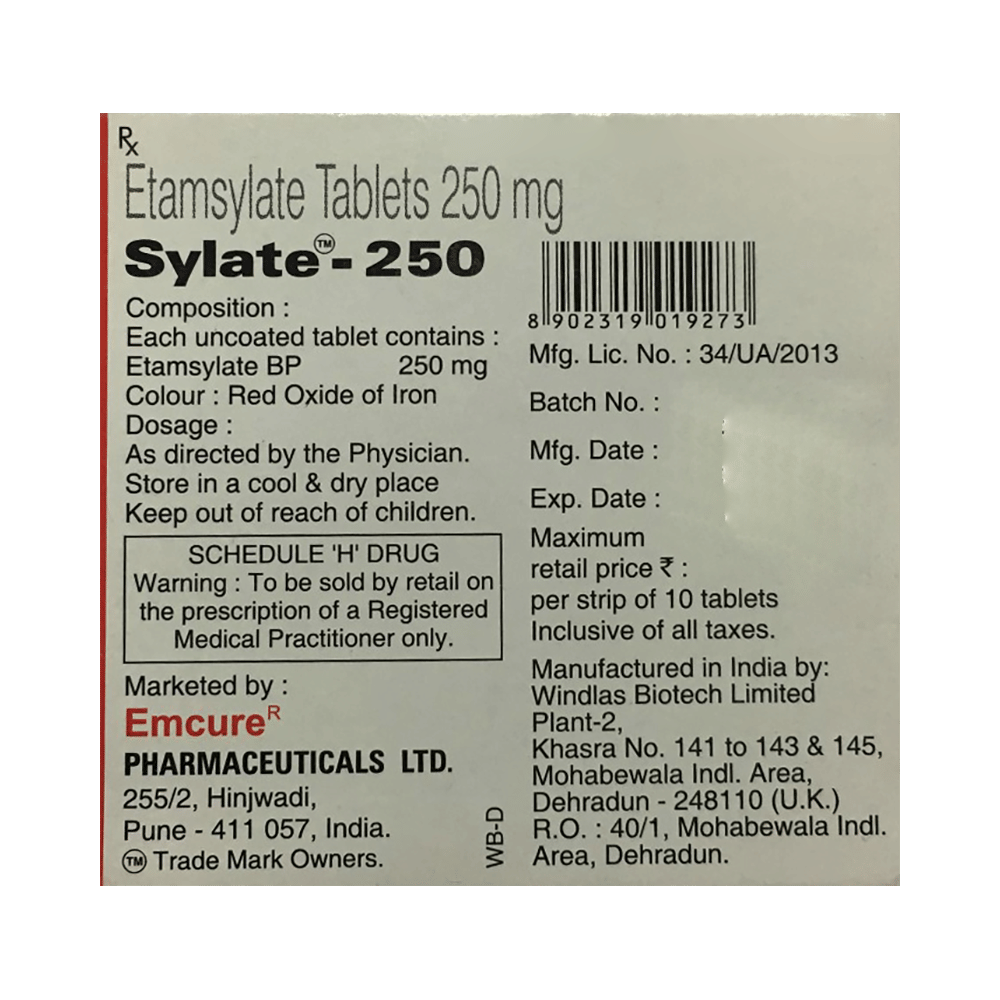 Rx
Etamsylate Tablets 250 mg
Sylate™- 250
Composition :
Each uncoated tablet contains :
Etamsylate BP 250 mg
Colour : Red Oxide of Iron
Dosage :
As directed by the Physician.
Store in a cool & dry place
Keep out of reach of children.
SCHEDULE 'H' DRUG
Warning : To be sold by retail on
the prescription of a Registered
Medical Practitioner only.
Marketed by :
Emcure R
PHARMACEUTICALS LTD.
255/2, Hinjwadi,
Pune - 411 057, India.
TM Trade Mark Owners.
WB-D
8 902319 019273
Mfg. Lic. No. : 34/UA/2013
Batch No. :
Mfg. Date :
Exp. Date :
Maximum
retail price ₹ :
per strip of 10 tablets
Inclusive of all taxes.
Manufactured in India by:
Windlas Biotech Limited
Plant-2,
Khasra No. 141 to 143 & 145,
Mohabewala Indl. Area,
Dehradun - 248110 (U.K.)
R.O. : 40/1, Mohabewala Indl.
Area, Dehradun.